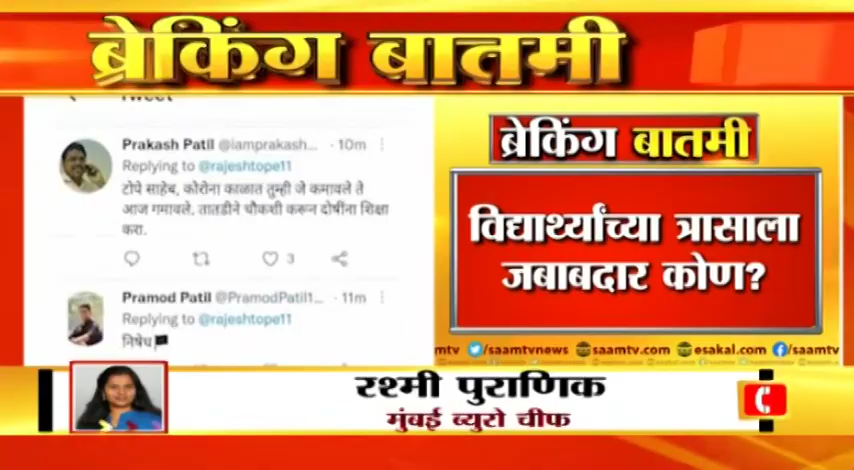 ब्रेकिंग बातमी
Tweet
Prakash Patil @iamprakash... · 10m
Replying to @rajeshtope11
टोपे साहेब, कोरोना काळात तुम्ही जे कमावले ते
आज गमावले. तातडीने चौकशी करून दोषींना शिक्षा
करा.
3
Pramod Patil @PramodPatil1... · 11m
Replying to @rajeshtope11
निषेध
ब्रेकिंग बातमी
विद्यार्थ्यांच्या त्रासाला
जबाबदार कोण?
mtv /saamtvnews saamtv.com esakal.com /saamtv
रश्मी पुराणिक
मुंबई ब्युरो चीफ